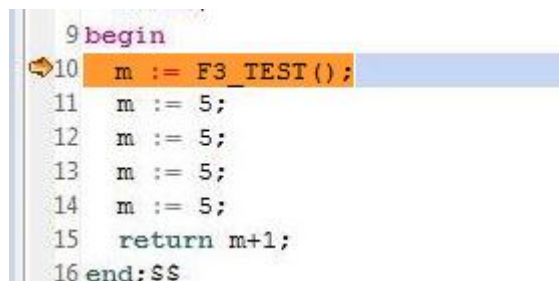 9 begin
10 m := F3_TEST();
11 m := 5;
12 m := 5;
13 m := 5;
14 m := 5;
15 return m+1;
16 end;$$